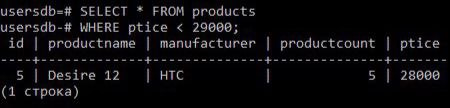 usersdb=# SELECT * FROM products
usersdb-# WHERE ptice < 29000;
 id | productname | manufacturer | productcount | ptice
----+-------------+--------------+--------------+-------
  5 | Desire 12   | HTC          |            5 | 28000
(1 строка)